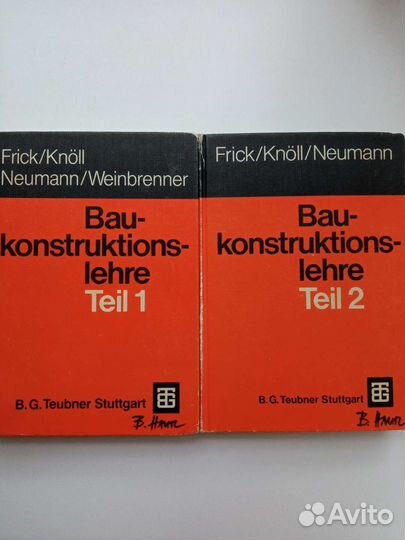 Frick/Knöll
Neumann/Weinbrenner
Bau-
konstruktions-
lehre
Teil 1
B.G. Teubner Stuttgart
Frick/Knöll/Neumann
Bau-
konstruktions-
lehre
Teil 2
B.G. Teubner Stuttgart
Avito